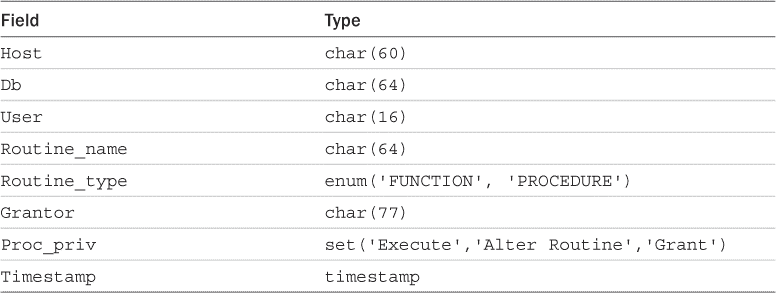 Field Type
Host char(60)
Db char(64)
User char(16)
Routine_name char(64)
Routine_type enum('FUNCTION', 'PROCEDURE')
Grantor char(77)
Proc_priv set('Execute','Alter Routine','Grant')
Timestamp timestamp